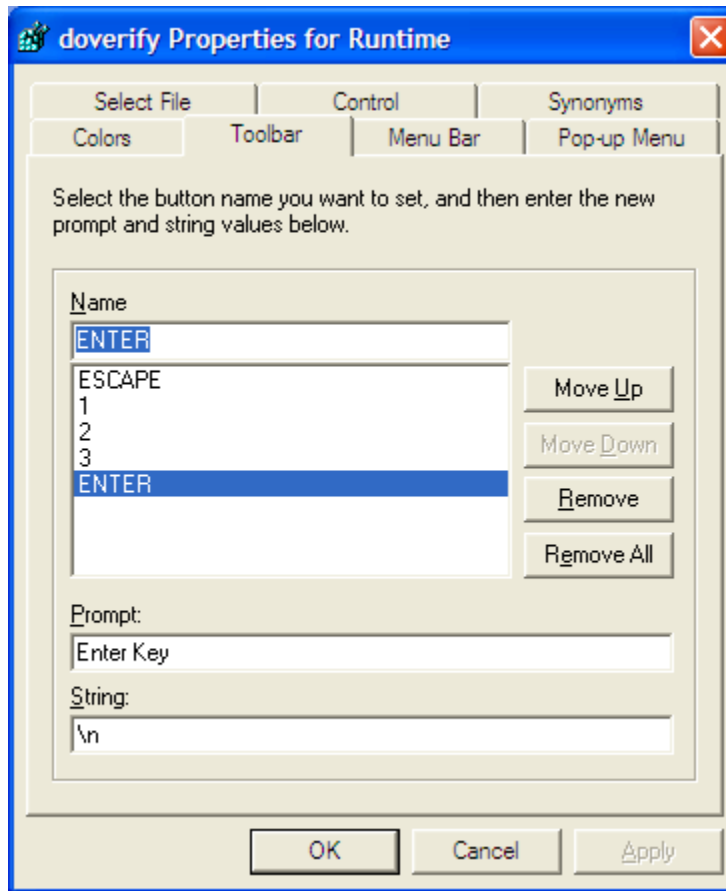 doverify Properties for Runtime
Select File Control Synonyms
Colors Toolbar Menu Bar Pop-up Menu
Select the button name you want to set, and then enter the new
prompt and string values below.
Name
ENTER
ESCAPE
1
2
3
ENTER
Move Up
Move Down
Remove
Remove All
Prompt:
Enter Key
String:
\n
OK Cancel Apply